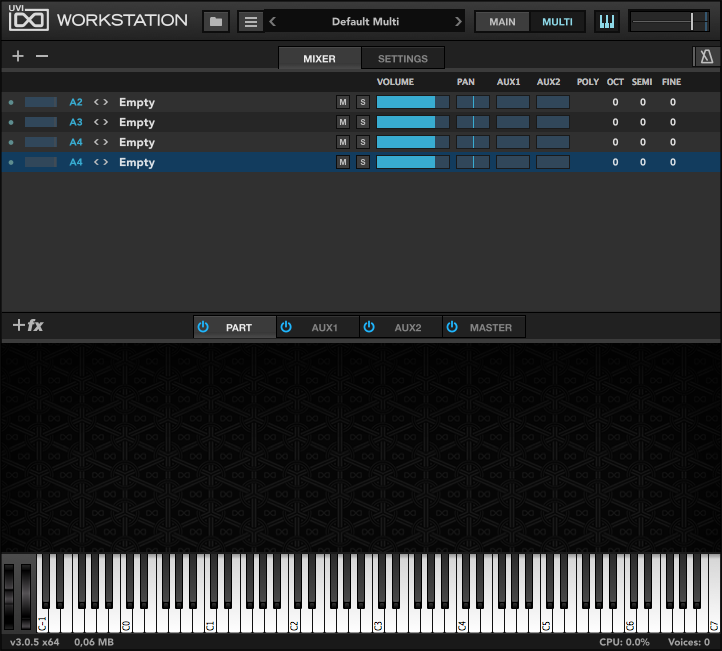 UVI
WORKSTATION Default Multi MAIN MULTI
MIXER SETTINGS
VOLUME PAN AUX1 AUX2 POLY OCT SEMI FINE
A2 < > Empty M S 0 0 0
A3 < > Empty M S 0 0 0
A4 < > Empty M S 0 0 0
A4 < > Empty M S 0 0 0
+fx PART AUX1 AUX2 MASTER
C-1 C0 C1 C2 C3 C4 C5 C6 C7
v3.0.5 x64 0,06 MB CPU: 0.0% Voices: 0